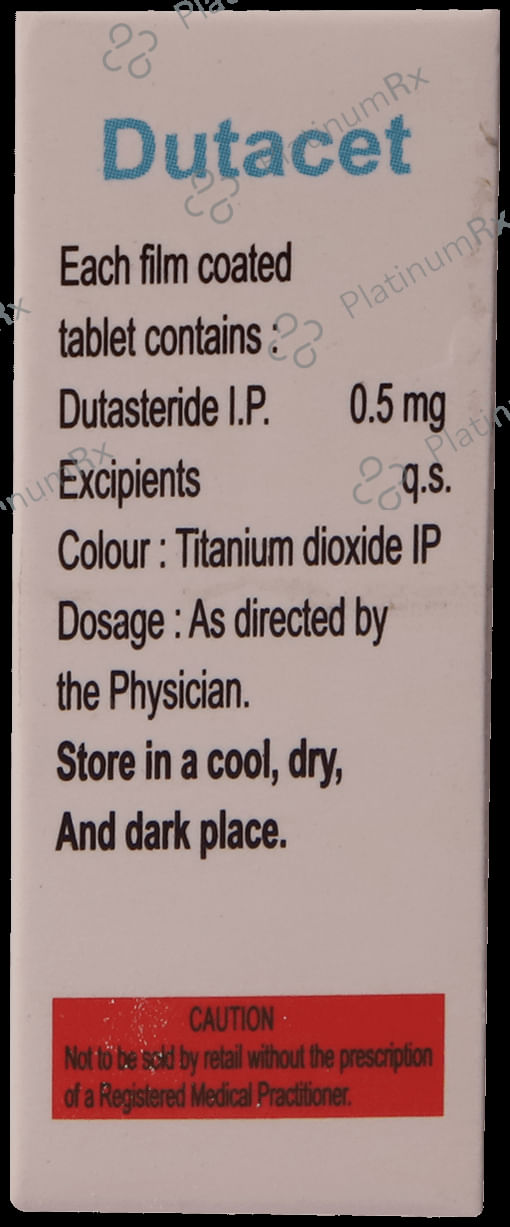 Dutacet
Each film coated
tablet contains :
Dutasteride I.P. 0.5 mg
Excipients q.s.
Colour : Titanium dioxide IP
Dosage : As directed by
the Physician.
Store in a cool, dry,
And dark place.
CAUTION
Not to be sold by retail without the prescription
of a Registered Medical Practitioner.
PlatinumRx
PlatinumRx